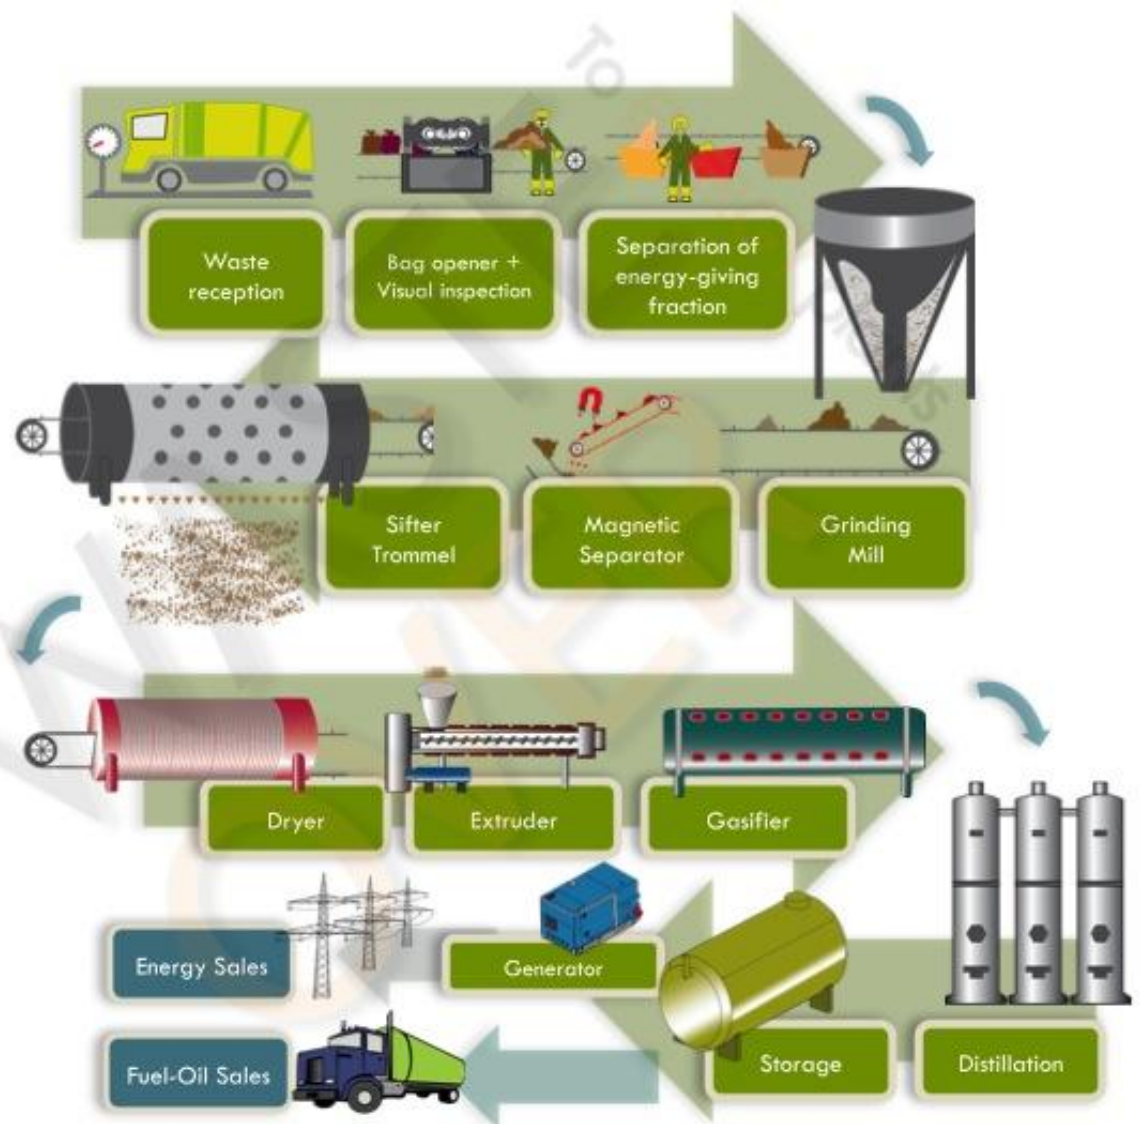 Waste
reception
Bag opener +
Visual inspection
Separation of
energy-giving
fraction
Sifter
Trommel
Magnetic
Separator
Grinding
Mill
Dryer
Extruder
Gasifier
Energy Sales
Generator
Fuel-Oil Sales
Storage
Distillation